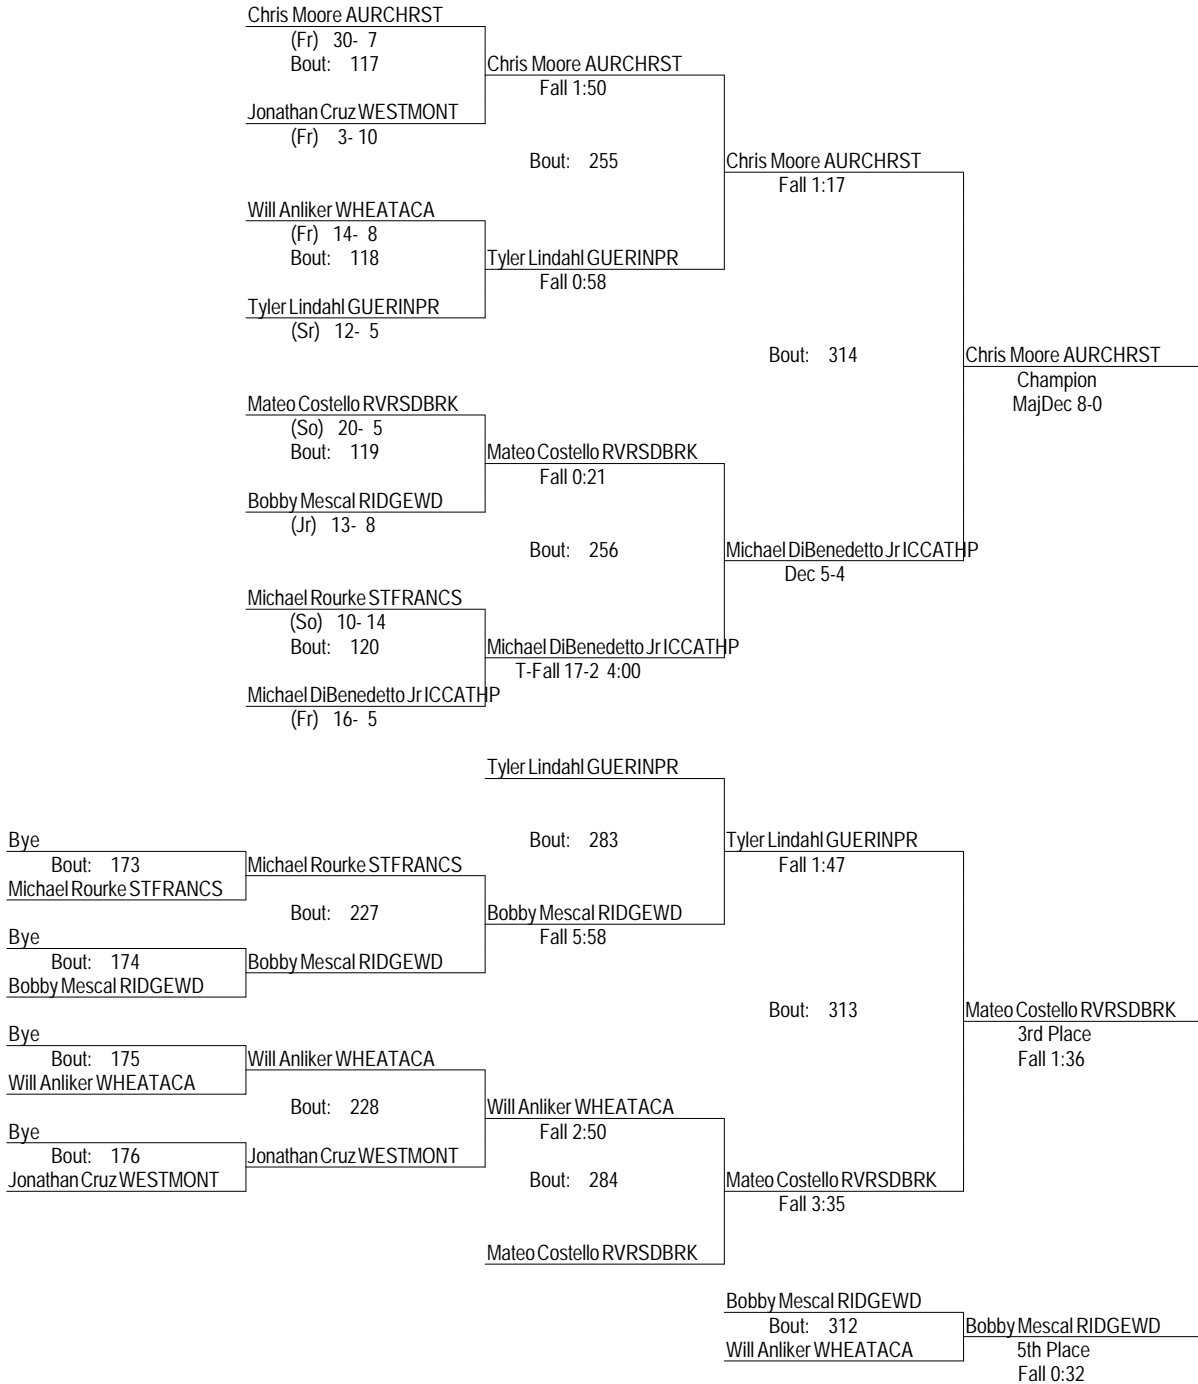 Chris Moore AURCHRST
(Fr) 30- 7
Bout: 117
Chris Moore AURCHRST
Fall 1:50
Jonathan Cruz WESTMONT
(Fr) 3- 10
Bout: 255
Chris Moore AURCHRST
Fall 1:17
Will Anliker WHEATACA
(Fr) 14- 8
Bout: 118
Tyler Lindahl GUERINPR
Fall 0:58
Tyler Lindahl GUERINPR
(Sr) 12- 5
Bout: 314
Chris Moore AURCHRST
Champion
MajDec 8-0
Mateo Costello RVRSDBRK
(So) 20- 5
Bout: 119
Mateo Costello RVRSDBRK
Fall 0:21
Bobby Mescal RIDGEWD
(Jr) 13- 8
Bout: 256
Michael DiBenedetto Jr ICCATHP
Dec 5-4
Michael Rourke STFRANCS
(So) 10- 14
Bout: 120
Michael DiBenedetto Jr ICCATHP
T-Fall 17-2 4:00
Michael DiBenedetto Jr ICCATHP
(Fr) 16- 5
Tyler Lindahl GUERINPR
Bye
Bout: 283
Tyler Lindahl GUERINPR
Bout: 173
Michael Rourke STFRANCS
Fall 1:47
Michael Rourke STFRANCS
Bout: 227
Bobby Mescal RIDGEWD
Bye
Fall 5:58
Bout: 174
Bobby Mescal RIDGEWD
Bobby Mescal RIDGEWD
Bout: 313
Mateo Costello RVRSDBRK
3rd Place
Fall 1:36
Bye
Bout: 175
Will Anliker WHEATACA
Will Anliker WHEATACA
Bout: 228
Will Anliker WHEATACA
Bye
Fall 2:50
Bout: 176
Jonathan Cruz WESTMONT
Jonathan Cruz WESTMONT
Bout: 284
Mateo Costello RVRSDBRK
Fall 3:35
Mateo Costello RVRSDBRK
Bobby Mescal RIDGEWD
Bout: 312
Bobby Mescal RIDGEWD
Will Anliker WHEATACA
5th Place
Fall 0:32